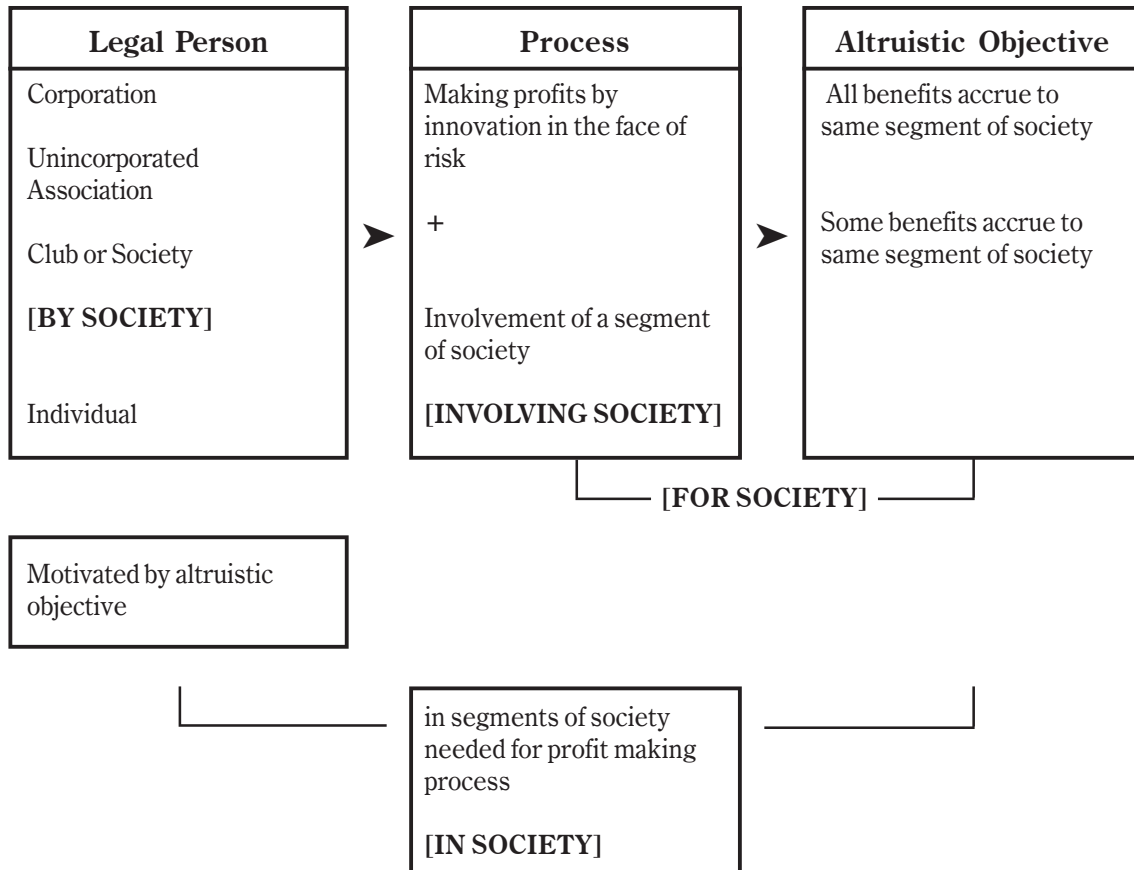 Legal Person
Corporation
Unincorporated
Association
Club or Society
[BY SOCIETY]
Individual
Process
Making profits by
innovation in the face of
risk
+
Involvement of a segment
of society
[INVOLVING SOCIETY]
Altruistic Objective
All benefits accrue to
same segment of society
Some benefits accrue to
same segment of society
[FOR SOCIETY]
Motivated by altruistic
objective
in segments of society
needed for profit making
process
[IN SOCIETY]